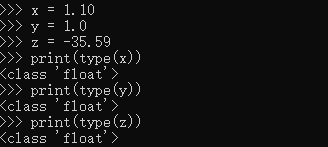 >>> x = 1.10
>>> y = 1.0
>>> z = -35.59
>>> print(type(x))
<class 'float'>
>>> print(type(y))
<class 'float'>
>>> print(type(z))
<class 'float'>